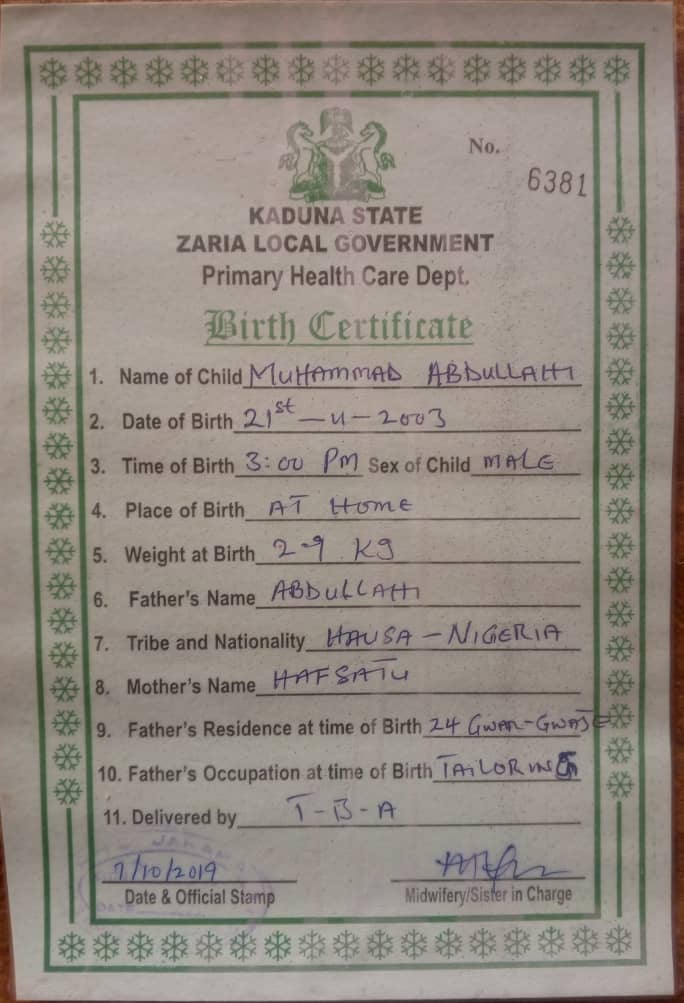 No.
6381
KADUNA STATE
ZARIA LOCAL GOVERNMENT
Primary Health Care Dept.
Birth Certificate
1. Name of Child MUHAMMAD ABDULLAHI
2. Date of Birth 21st - 4 - 2003
3. Time of Birth 3:00 PM Sex of Child MALE
4. Place of Birth AT HOME
5. Weight at Birth 2-9 KG
6. Father's Name ABDULLAHI
7. Tribe and Nationality HAUSA - NIGERIA
8. Mother's Name HAFSATU
9. Father's Residence at time of Birth 24 GWAR-GWAJE
10. Father's Occupation at time of Birth TAILORING
11. Delivered by T-B-A
7/10/2019
Date & Official Stamp Midwifery/Sister in Charge